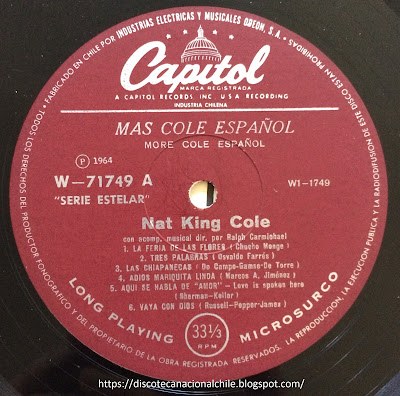 FABRICADO EN CHILE POR INDUSTRIAS ELECTRICAS Y MUSICALES ODEON, S. A.
Capitol
MARCA REGISTRADA
A CAPITOL RECORDS INC USA RECORDING
INDUSTRIA CHILENA
MAS COLE ESPAÑOL
MORE COLE ESPAÑOL
P 1964
W—71749 A
W1-1749
"SERIE ESTELAR"
Nat King Cole
con acomp. musical dir. por Ralph Carmichael
1. LA FERIA DE LAS FLORES (Chucho Monge)
2. TRES PALABRAS (Osvaldo Farrés)
3. LAS CHIAPANECAS ( De Campo-Gamse-De Torre)
4. ADIOS MARIQUITA LINDA ( Marcos A. Jiménez )
5. AQUI SE HABLA DE "AMOR" - Love is spoken here
(Sherman-Keller)
6. VAYA CON DIOS ( Russell-Pepper-James )
LONG PLAYING
33⅓
RPM
MICROSURCO
TODOS LOS DERECHOS DEL PRODUCTOR FONOGRAFICO Y DEL PROPIETARIO DE LA OBRA REGISTRADA RESERVADOS. LA REPRODUCCION, LA EJECUCION PUBLICA Y LA RADIODIFUSION DE ESTE DISCO ESTAN PROHIBIDAS
https://discotecanacionalchile.blogspot.com/